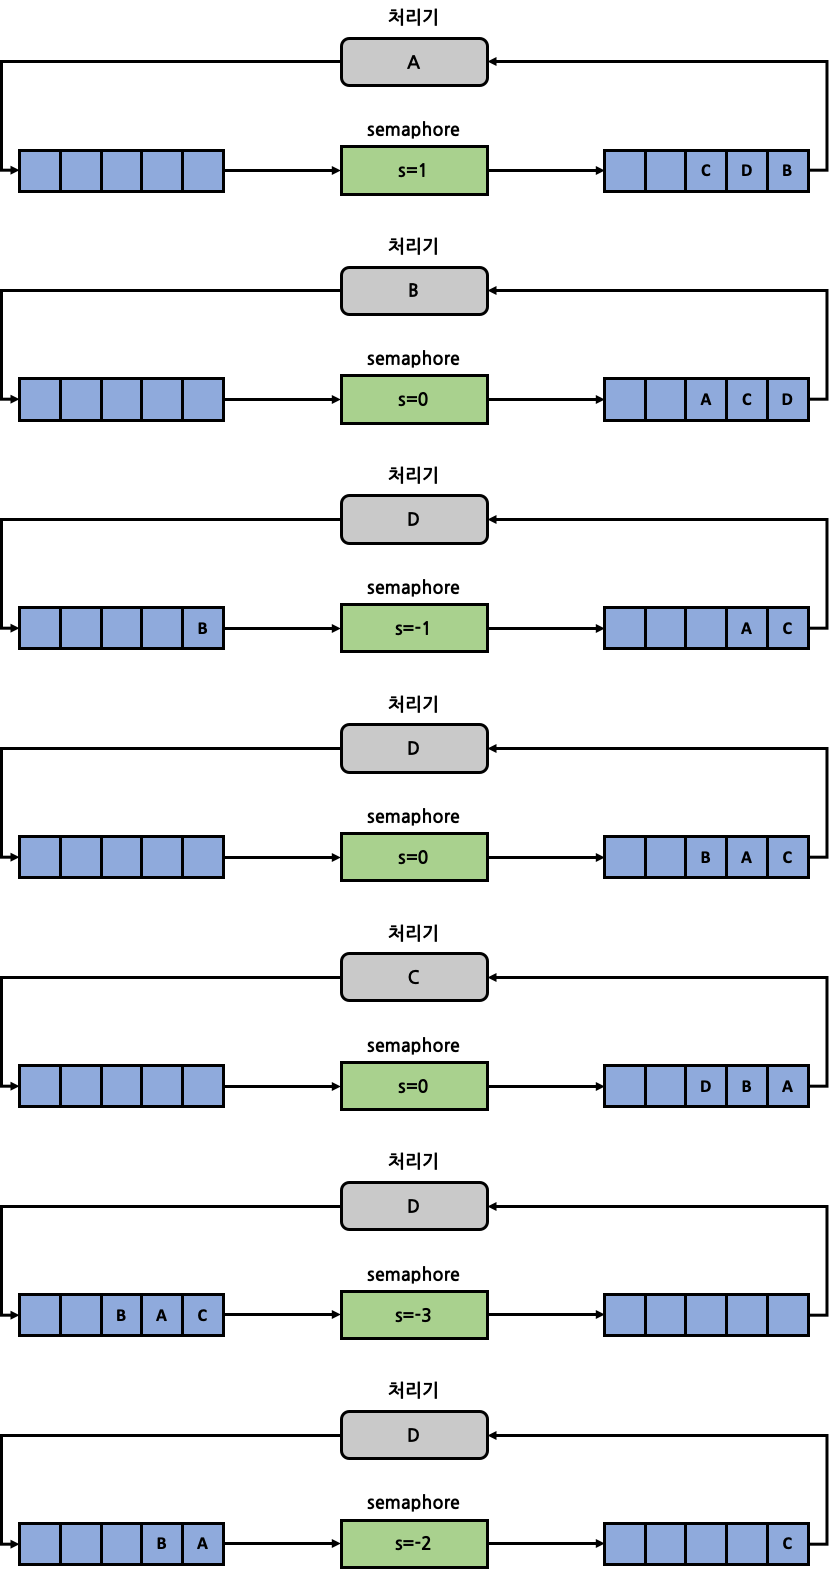 처리기
A
semaphore
s=1
C D B
처리기
B
semaphore
s=0
A C D
처리기
D
semaphore
B
s=-1
A C
처리기
D
semaphore
s=0
B A C
처리기
C
semaphore
s=0
D B A
처리기
D
semaphore
B A C
s=-3
처리기
D
semaphore
B A
s=-2
C